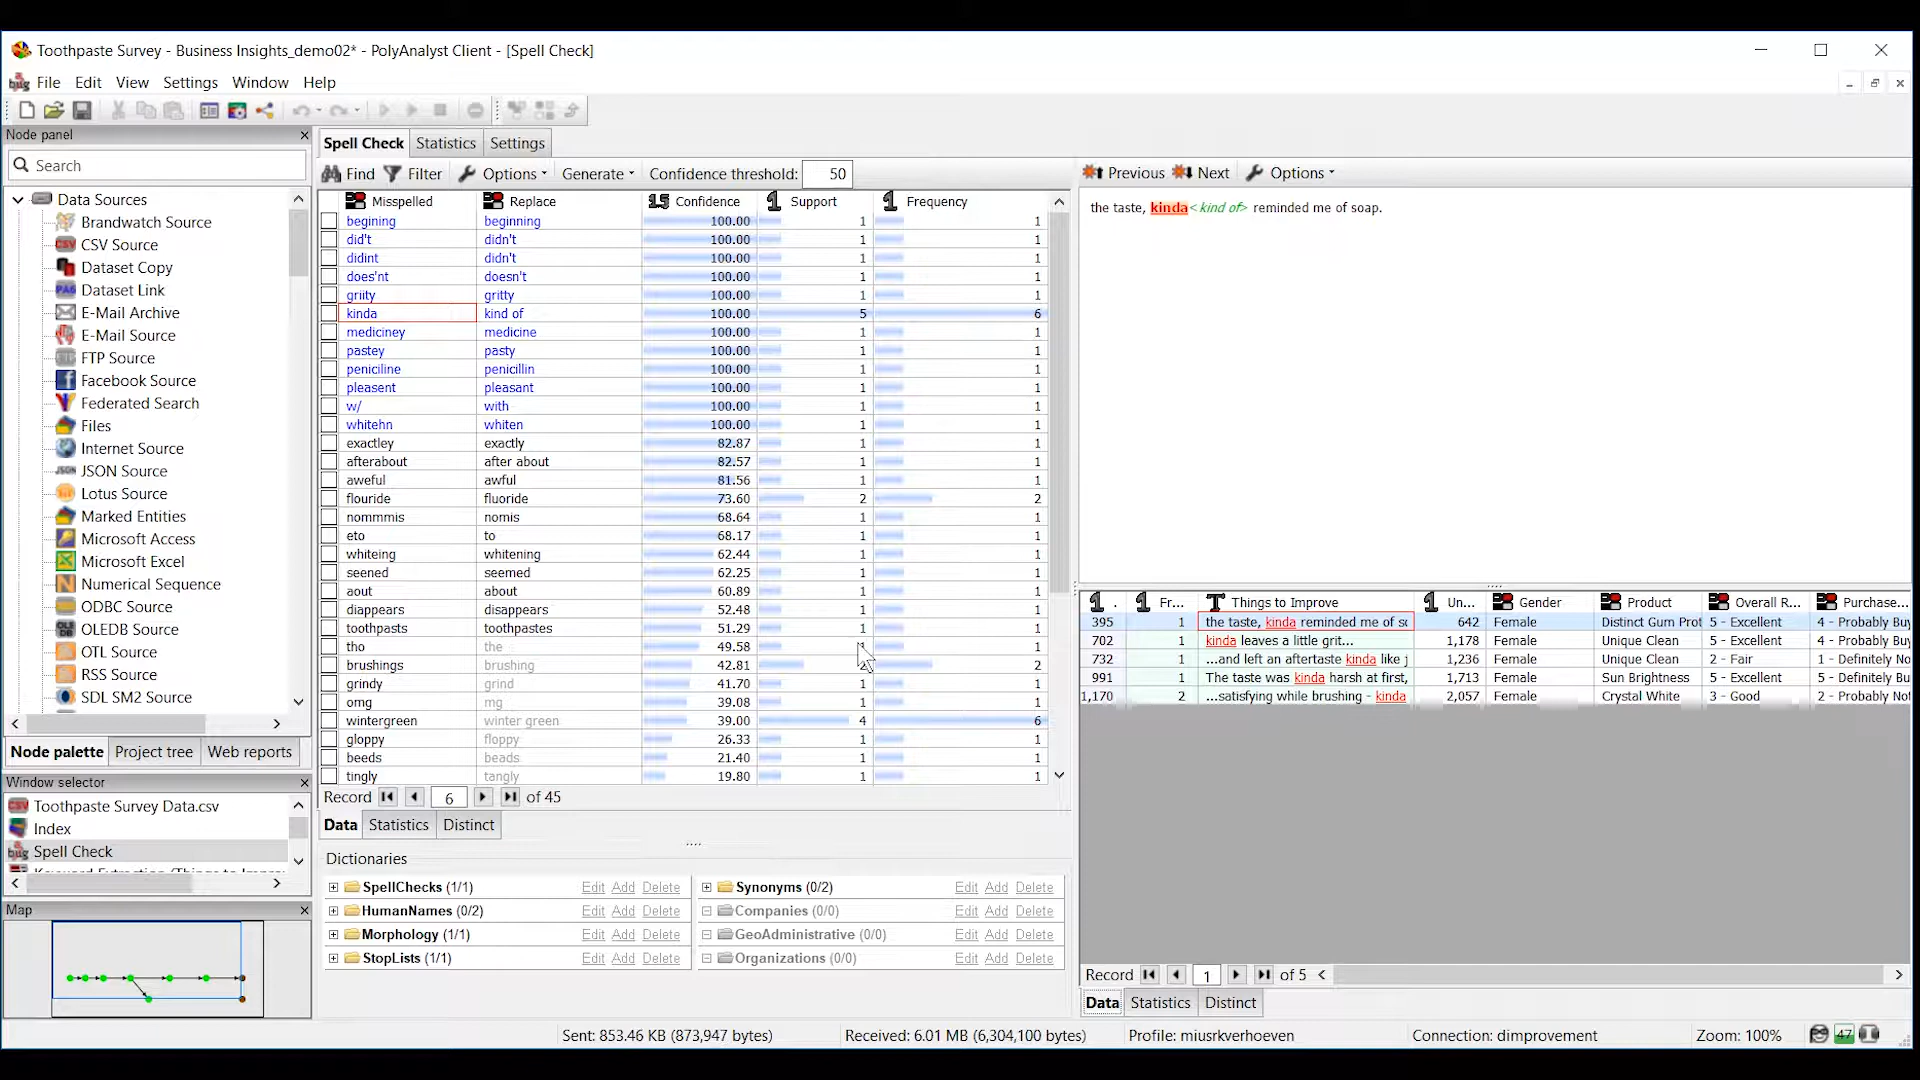 Toothpaste Survey - Business Insights_demo02* - PolyAnalyst Client - [Spell Check]
File Edit View Settings Window Help
Node panel
Search
Data Sources
Brandwatch Source
CSV Source
Dataset Copy
Dataset Link
E-Mail Archive
E-Mail Source
FTP Source
Facebook Source
Federated Search
Files
Internet Source
JSON Source
Lotus Source
Marked Entities
Microsoft Access
Microsoft Excel
Numerical Sequence
ODBC Source
OLEDB Source
OTL Source
RSS Source
SDL SM2 Source
Node palette Project tree Web reports
Window selector
Toothpaste Survey Data.csv
Index
Spell Check
Map
Spell Check Statistics Settings
Find Filter Options Generate Confidence threshold: 50
Misspelled Replace Confidence Support Frequency
begining beginning 100.00 1 1
did't didn't 100.00 1 1
didint didn't 100.00 1 1
does'nt doesn't 100.00 1 1
griity gritty 100.00 1 1
kinda kind of 100.00 5 6
mediciney medicine 100.00 1 1
pastey pasty 100.00 1 1
peniciline penicillin 100.00 1 1
pleasent pleasant 100.00 1 1
w/ with 100.00 1 1
whitehn whiten 100.00 1 1
exactley exactly 82.87 1 1
afterabout after about 82.57 1 1
aweful awful 81.56 1 1
flouride fluoride 73.60 2 2
nommmis nomis 68.64 1 1
eto to 68.17 1 1
whiteing whitening 62.44 1 1
seened seemed 62.25 1 1
aout about 60.89 1 1
diappears disappears 52.48 1 1
toothpasts toothpastes 51.29 1 1
tho the 49.58 1
brushings brushing 42.81 2 2
grindy grind 41.70 1 1
omg mg 39.08 1 1
wintergreen winter green 39.00 4 6
gloppy floppy 26.33 1 1
beeds beads 21.40 1 1
tingly tangly 19.80 1 1
Record 6 of 45
Data Statistics Distinct
Dictionaries
SpellChecks (1/1) Edit Add Delete Synonyms (0/2) Edit Add Delete
HumanNames (0/2) Edit Add Delete Companies (0/0) Edit Add Delete
Morphology (1/1) Edit Add Delete GeoAdministrative (0/0) Edit Add Delete
StopLists (1/1) Edit Add Delete Organizations (0/0) Edit Add Delete
Previous Next Options
the taste, kinda<kind of> reminded me of soap.
. Fr... Things to Improve Un... Gender Product Overall R... Purchase...
395 1 the taste, kinda reminded me of 642 Female Distinct Gum Prot 5 - Excellent 4 - Probably Buy
702 1 kinda leaves a little grit... 1,178 Female Unique Clean 5 - Excellent 4 - Probably Buy
732 1 ...and left an aftertaste kinda like 1,236 Female Unique Clean 2 - Fair 1 - Definitely No
991 1 The taste was kinda harsh at first, 1,713 Female Sun Brightness 5 - Excellent 5 - Definitely Bu
1,170 2 ...satisfying while brushing - kinda 2,057 Female Crystal White 3 - Good 2 - Probably Not
Record 1 of 5
Data Statistics Distinct
Sent: 853.46 KB (873,947 bytes) Received: 6.01 MB (6,304,100 bytes) Profile: miusrkverhoeven Connection: dimprovement Zoom: 100% 47